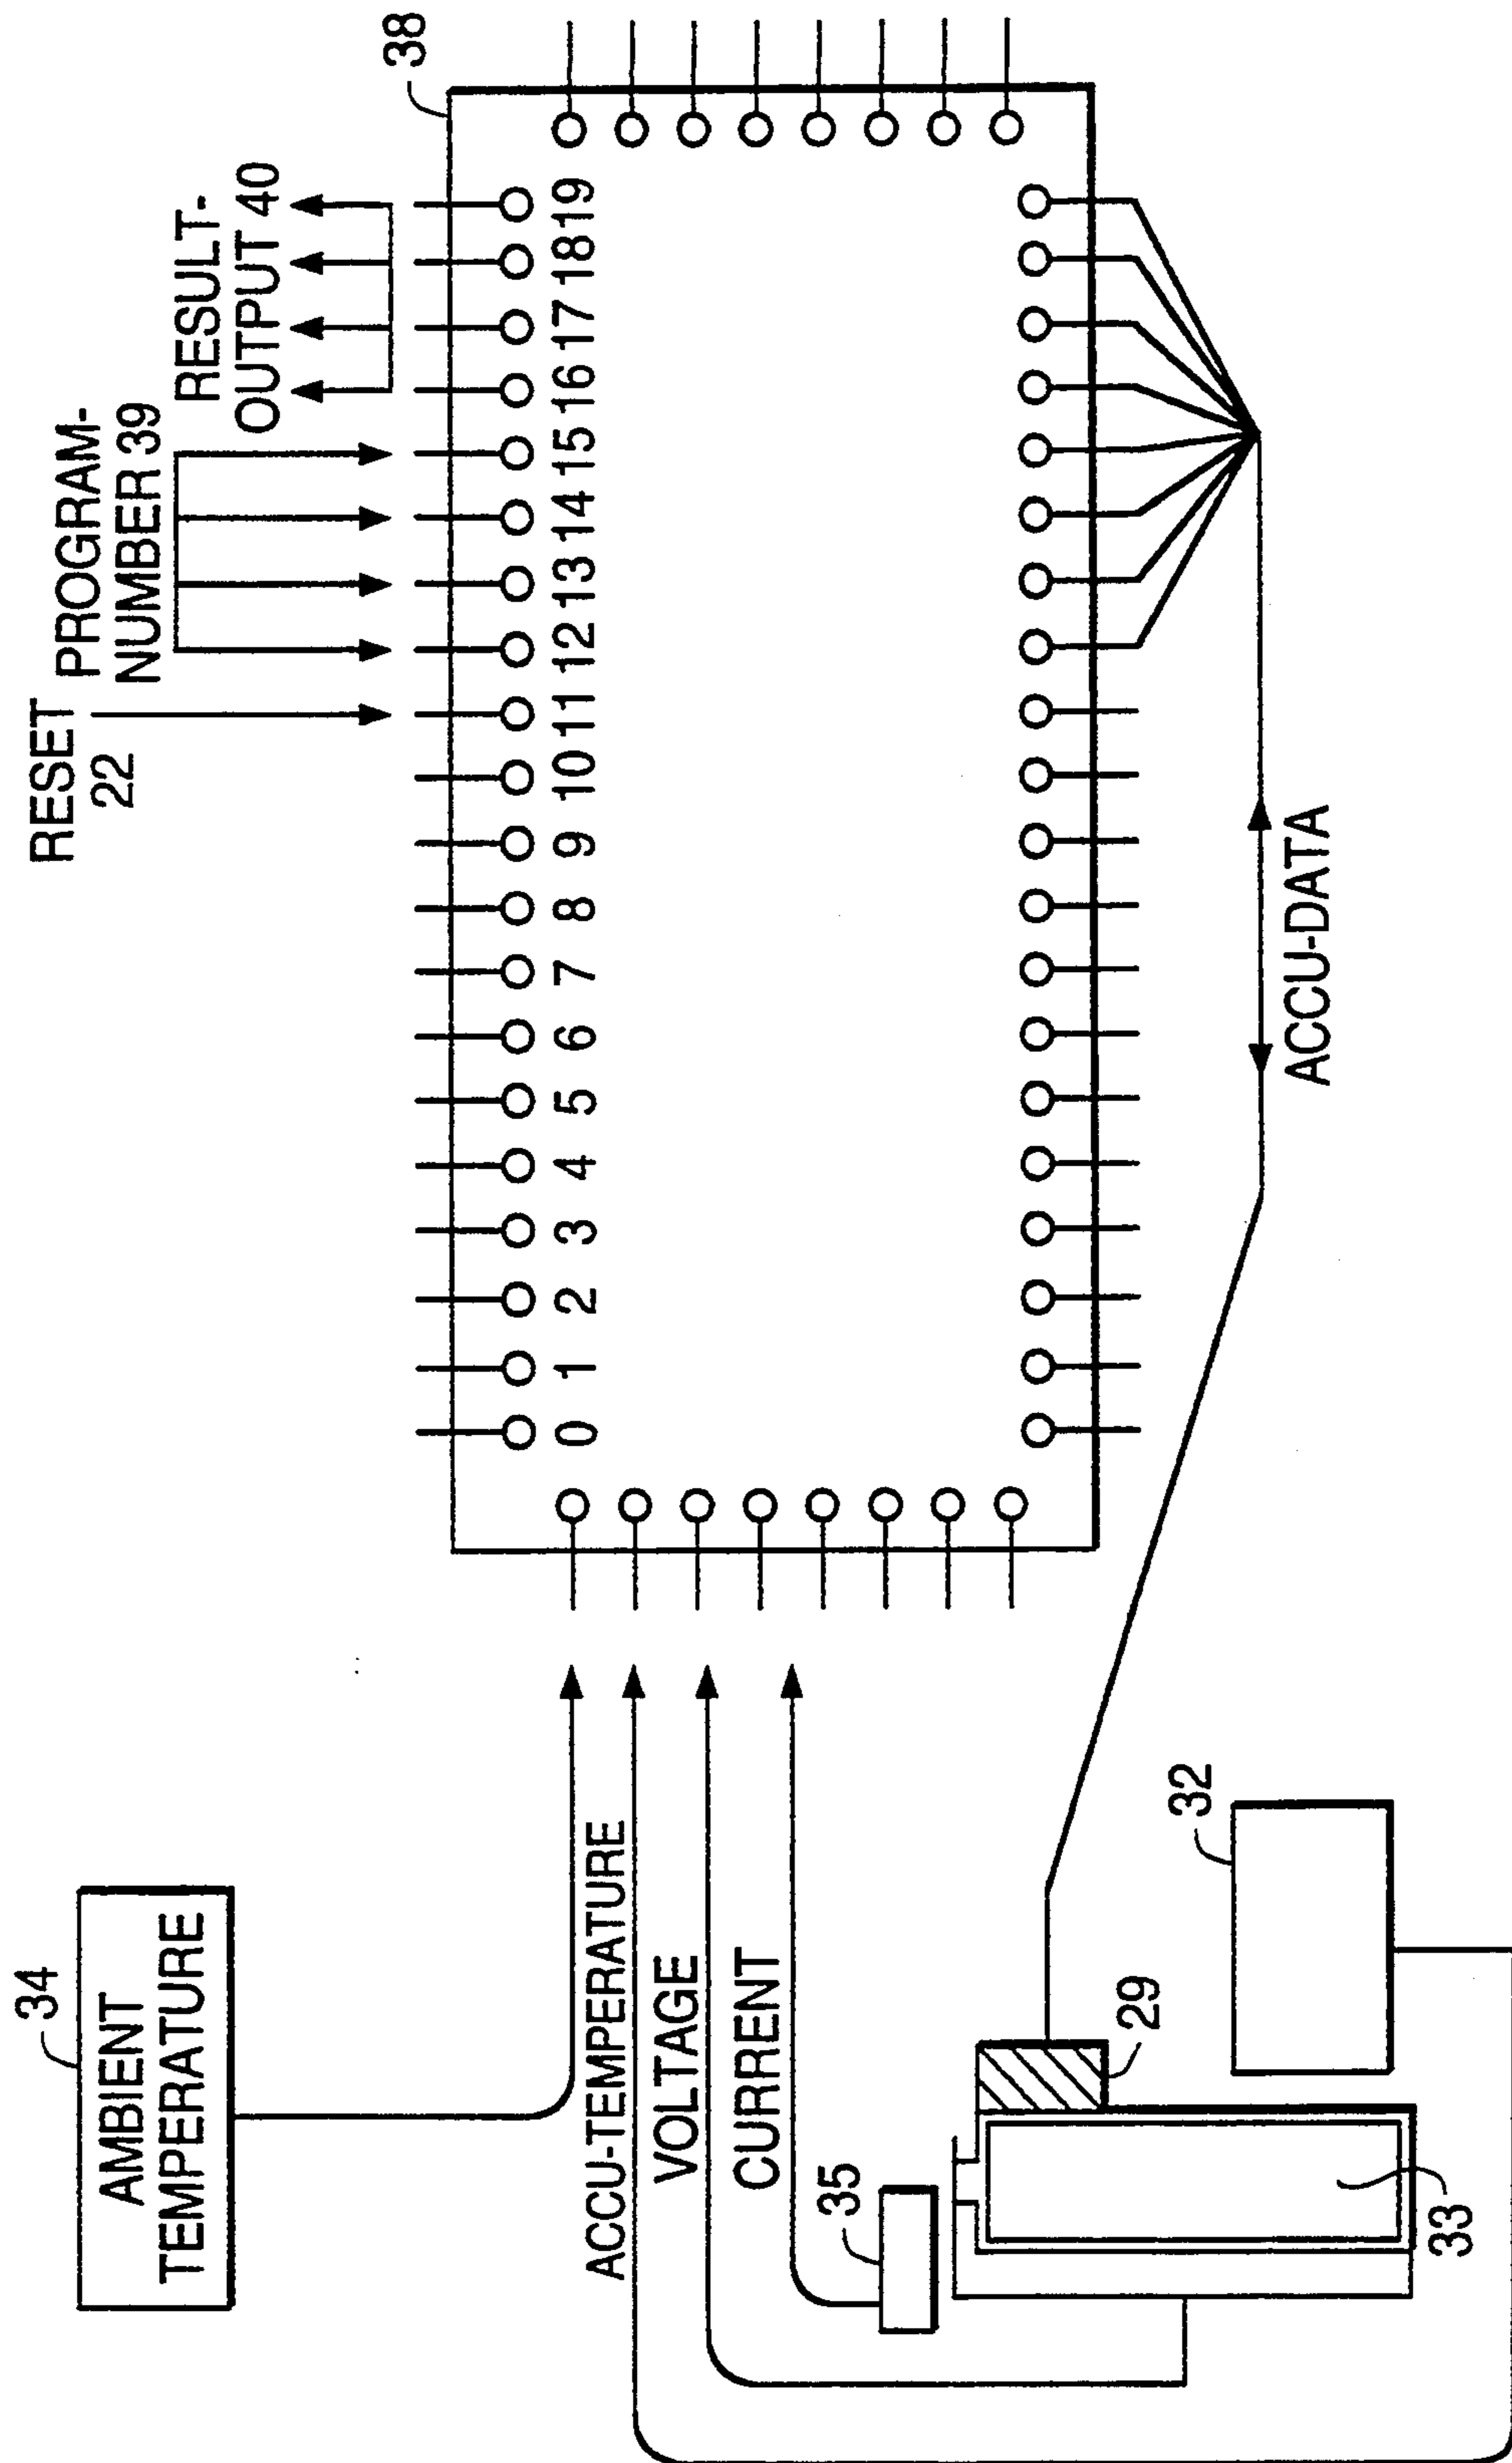 34
AMBIENT
TEMPERATURE
ACCU-TEMPERATURE
VOLTAGE
CURRENT
35
33
29
32
RESET
22
PROGRAM-
NUMBER 39
RESULT-
OUTPUT 40
38
0 1 2 3 4 5 6 7 8 9 10 11 12 13 14 15 16 17 18 19
ACCU-DATA